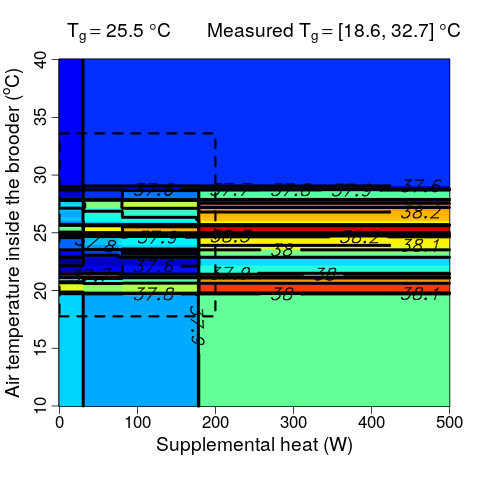 Tg = 25.5 °C Measured Tg = [18.6, 32.7] °C
Air temperature inside the brooder (°C)
40
35
30
25
20
15
10
37.6 37.7 37.8 37.9 37.6
38.2
37.8 37.9 38.3 38.2 38.1
38
37.6 37.9 38
37.8 38 38.1
37.9
0 100 200 300 400 500
Supplemental heat (W)